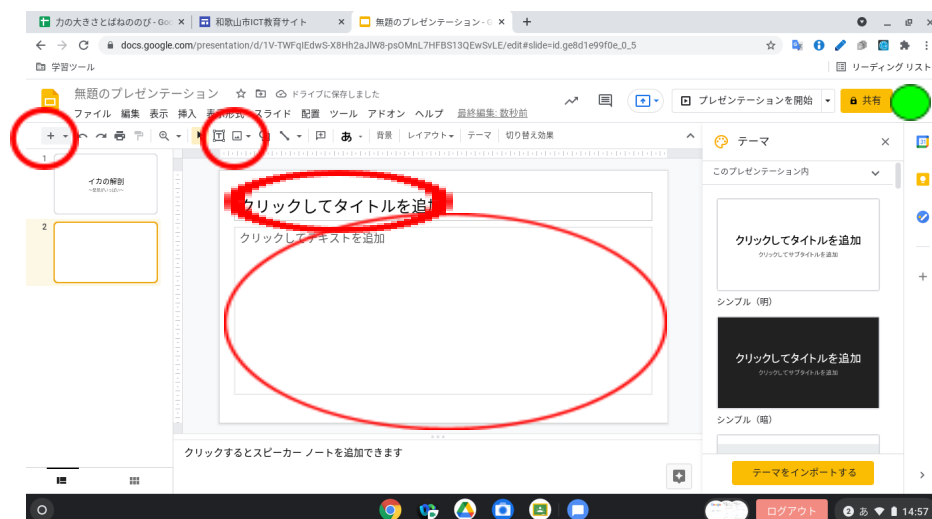 力の大きさとばねののび - Goo
和歌山市ICT教育サイト
無題のプレゼンテーション - G
docs.google.com/presentation/d/1V-TWFqIEdwS-X8Hh2aJlW8-psOMnL7HFBS13QEwSvLE/edit#slide=id.ge8d1e99f0e_0_5
学習ツール
リーディング リスト
無題のプレゼンテーション
ドライブに保存しました
ファイル 編集 表示 挿入 表示形式 スライド 配置 ツール アドオン ヘルプ 最終編集: 数秒前
プレゼンテーションを開始
共有
あ
背景 レイアウト テーマ 切り替え効果
テーマ
このプレゼンテーション内
1
イカの解剖
2
クリックしてタイトルを追加
クリックしてテキストを追加
クリックしてタイトルを追加
クリックしてサブタイトルを追加
シンプル（明）
クリックしてタイトルを追加
クリックしてサブタイトルを追加
シンプル（暗）
クリックするとスピーカー ノートを追加できます
テーマをインポートする
ログアウト
2 あ 14:57